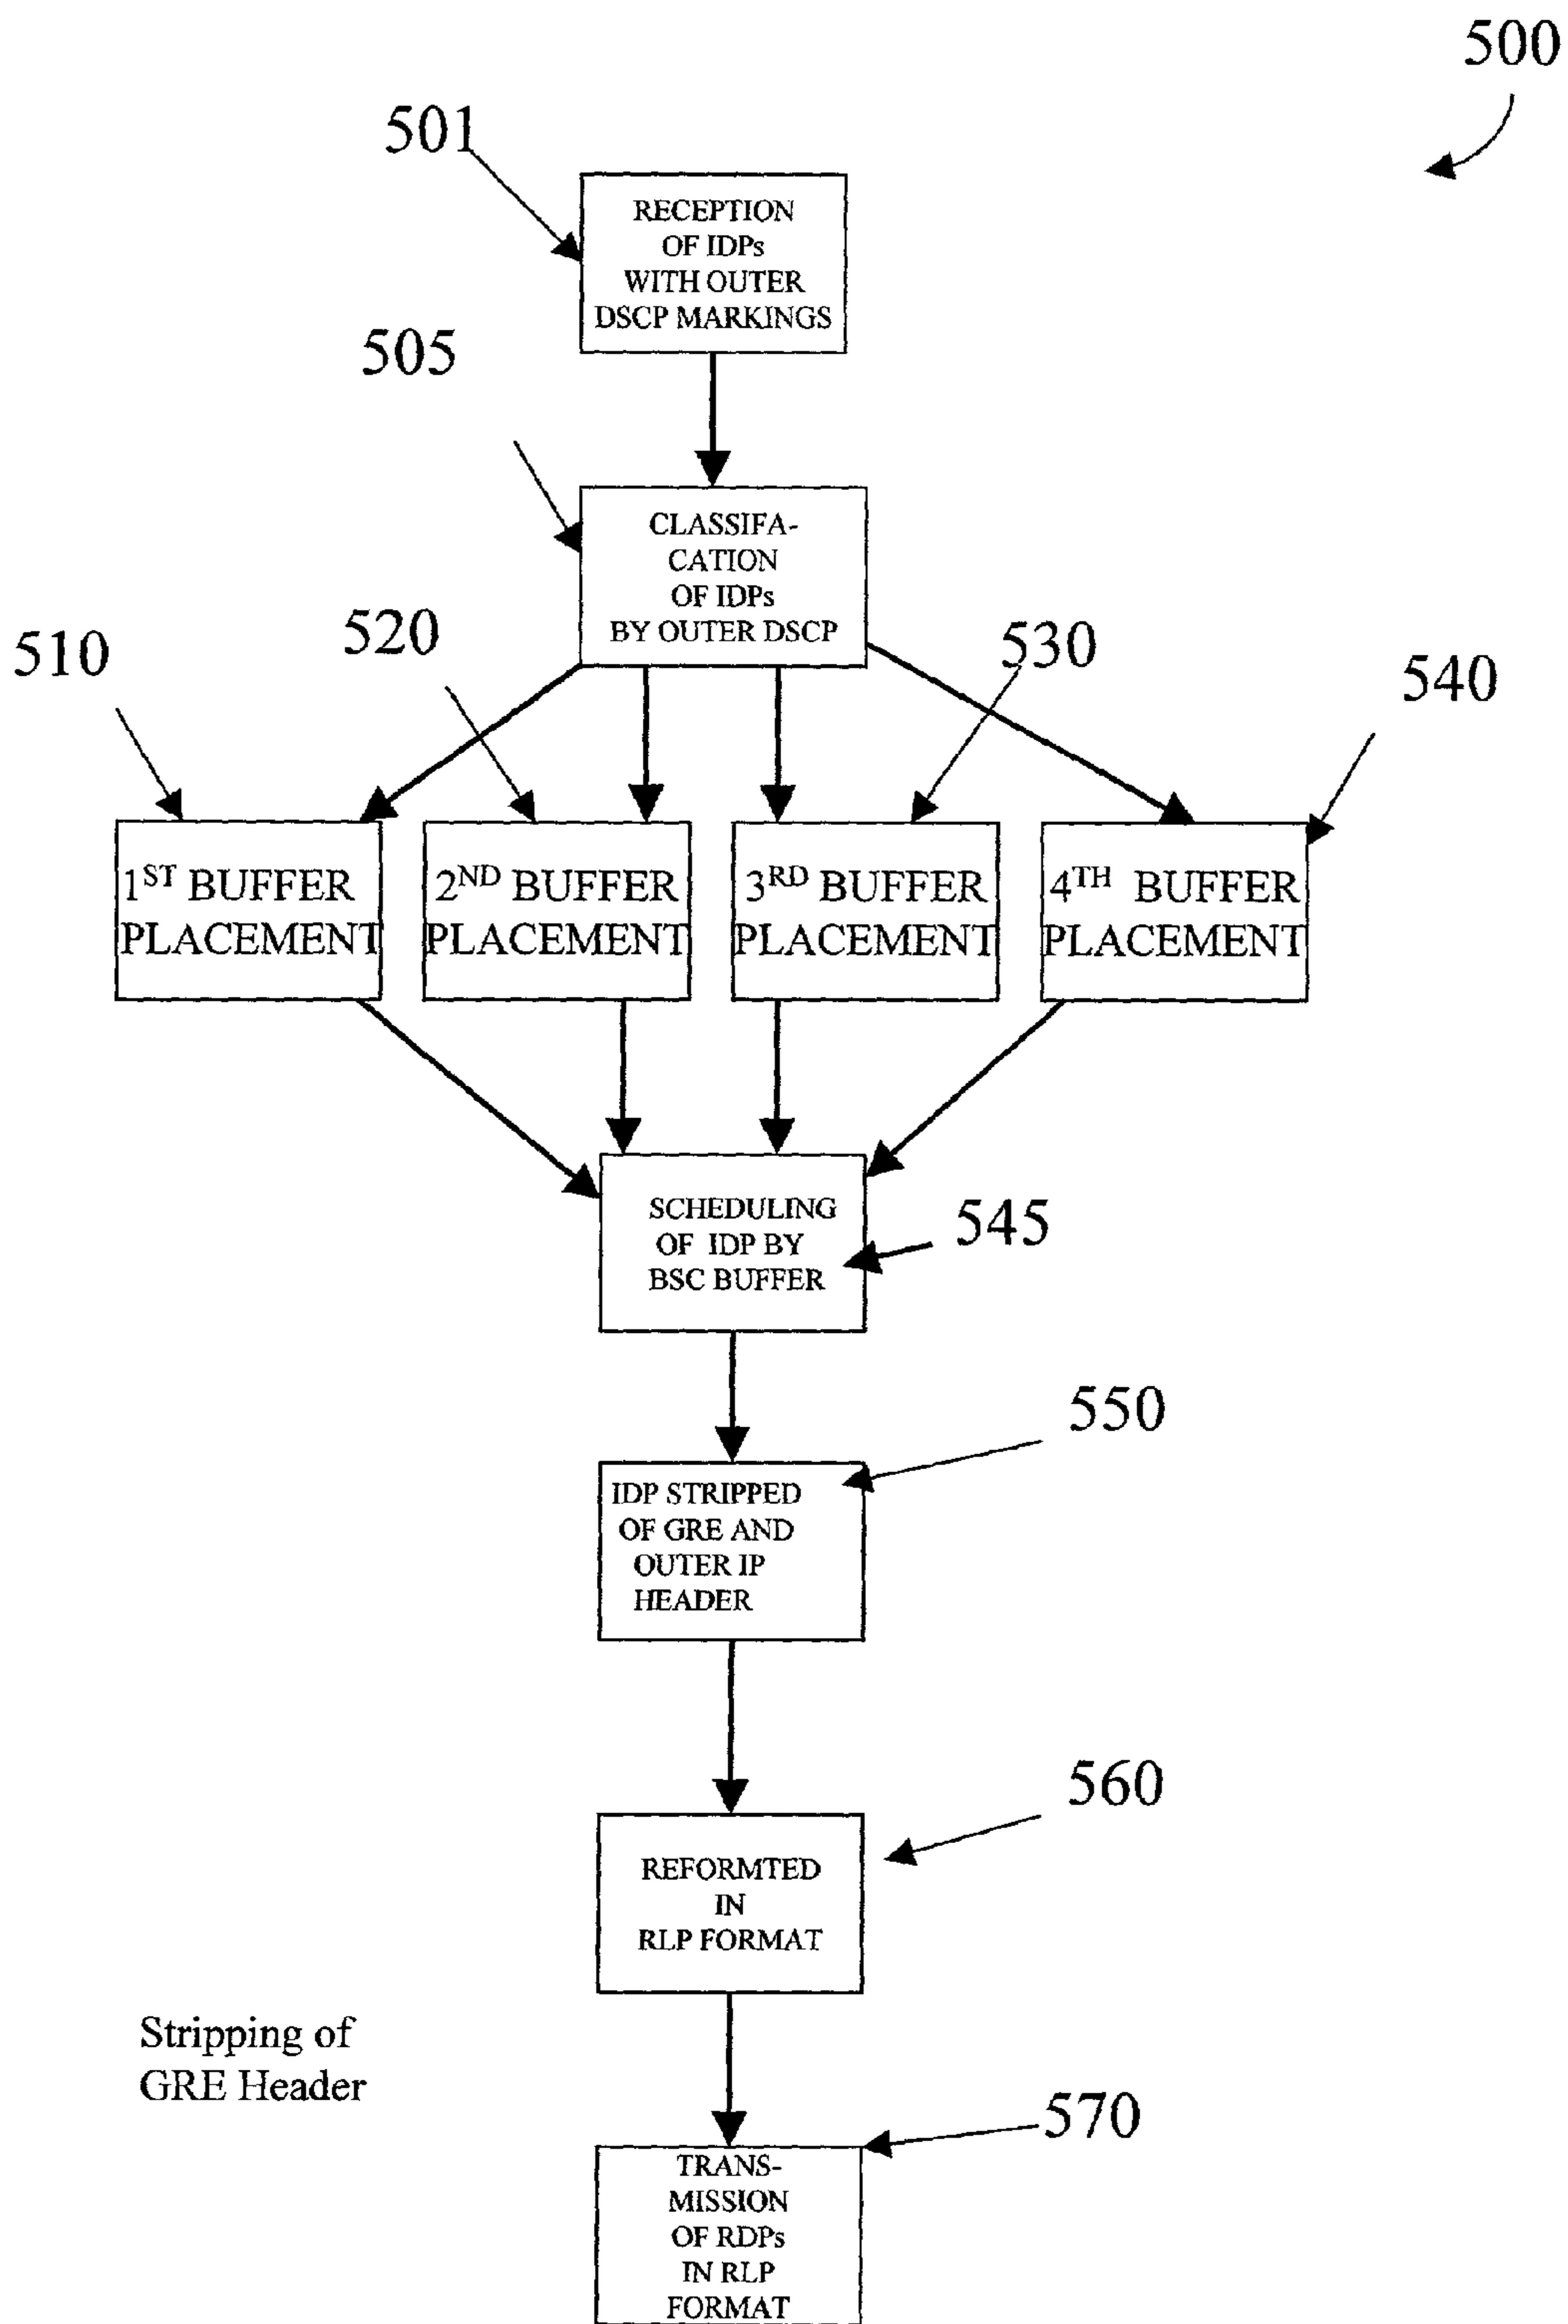 500
501
RECEPTION
OF IDPs
WITH OUTER
DSCP MARKINGS
505
CLASSIFA-
CATION
OF IDPs
BY OUTER DSCP
510
520
530
540
1ST BUFFER
PLACEMENT
2ND BUFFER
PLACEMENT
3RD BUFFER
PLACEMENT
4TH BUFFER
PLACEMENT
SCHEDULING
OF IDP BY
BSC BUFFER
545
550
IDP STRIPPED
OF GRE AND
OUTER IP
HEADER
560
REFORMTED
IN
RLP FORMAT
Stripping of
GRE Header
570
TRANS-
MISSION
OF RDPs
IN RLP
FORMAT